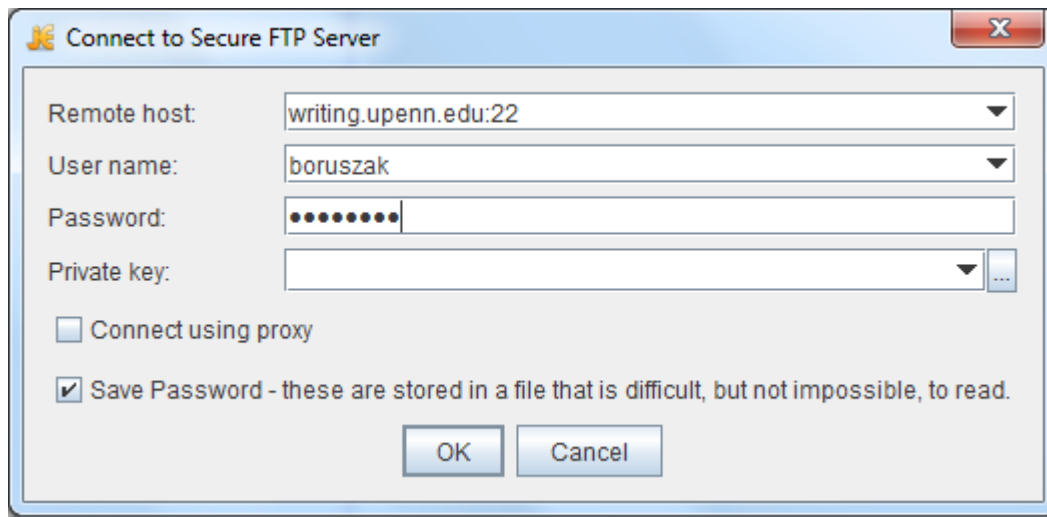 Connect to Secure FTP Server
Remote host: writing.upenn.edu:22
User name: boruszak
Password: ●●●●●●●●
Private key: ...
Connect using proxy
Save Password - these are stored in a file that is difficult, but not impossible, to read.
OK Cancel